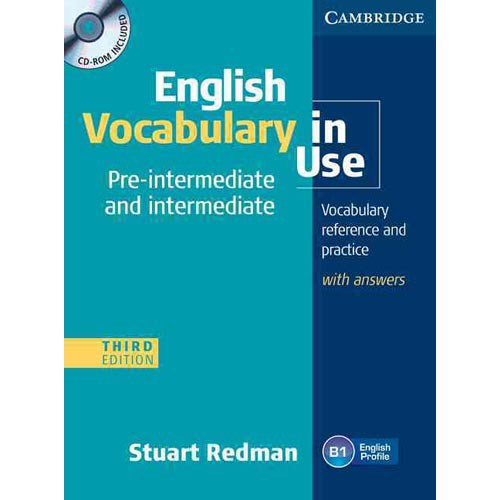 CD-ROM INCLUDED
CAMBRIDGE
English
Vocabulary in
Use
Pre-intermediate
and intermediate
Vocabulary
reference and
practice
with answers
THIRD
EDITION
Stuart Redman
B1
English
Profile